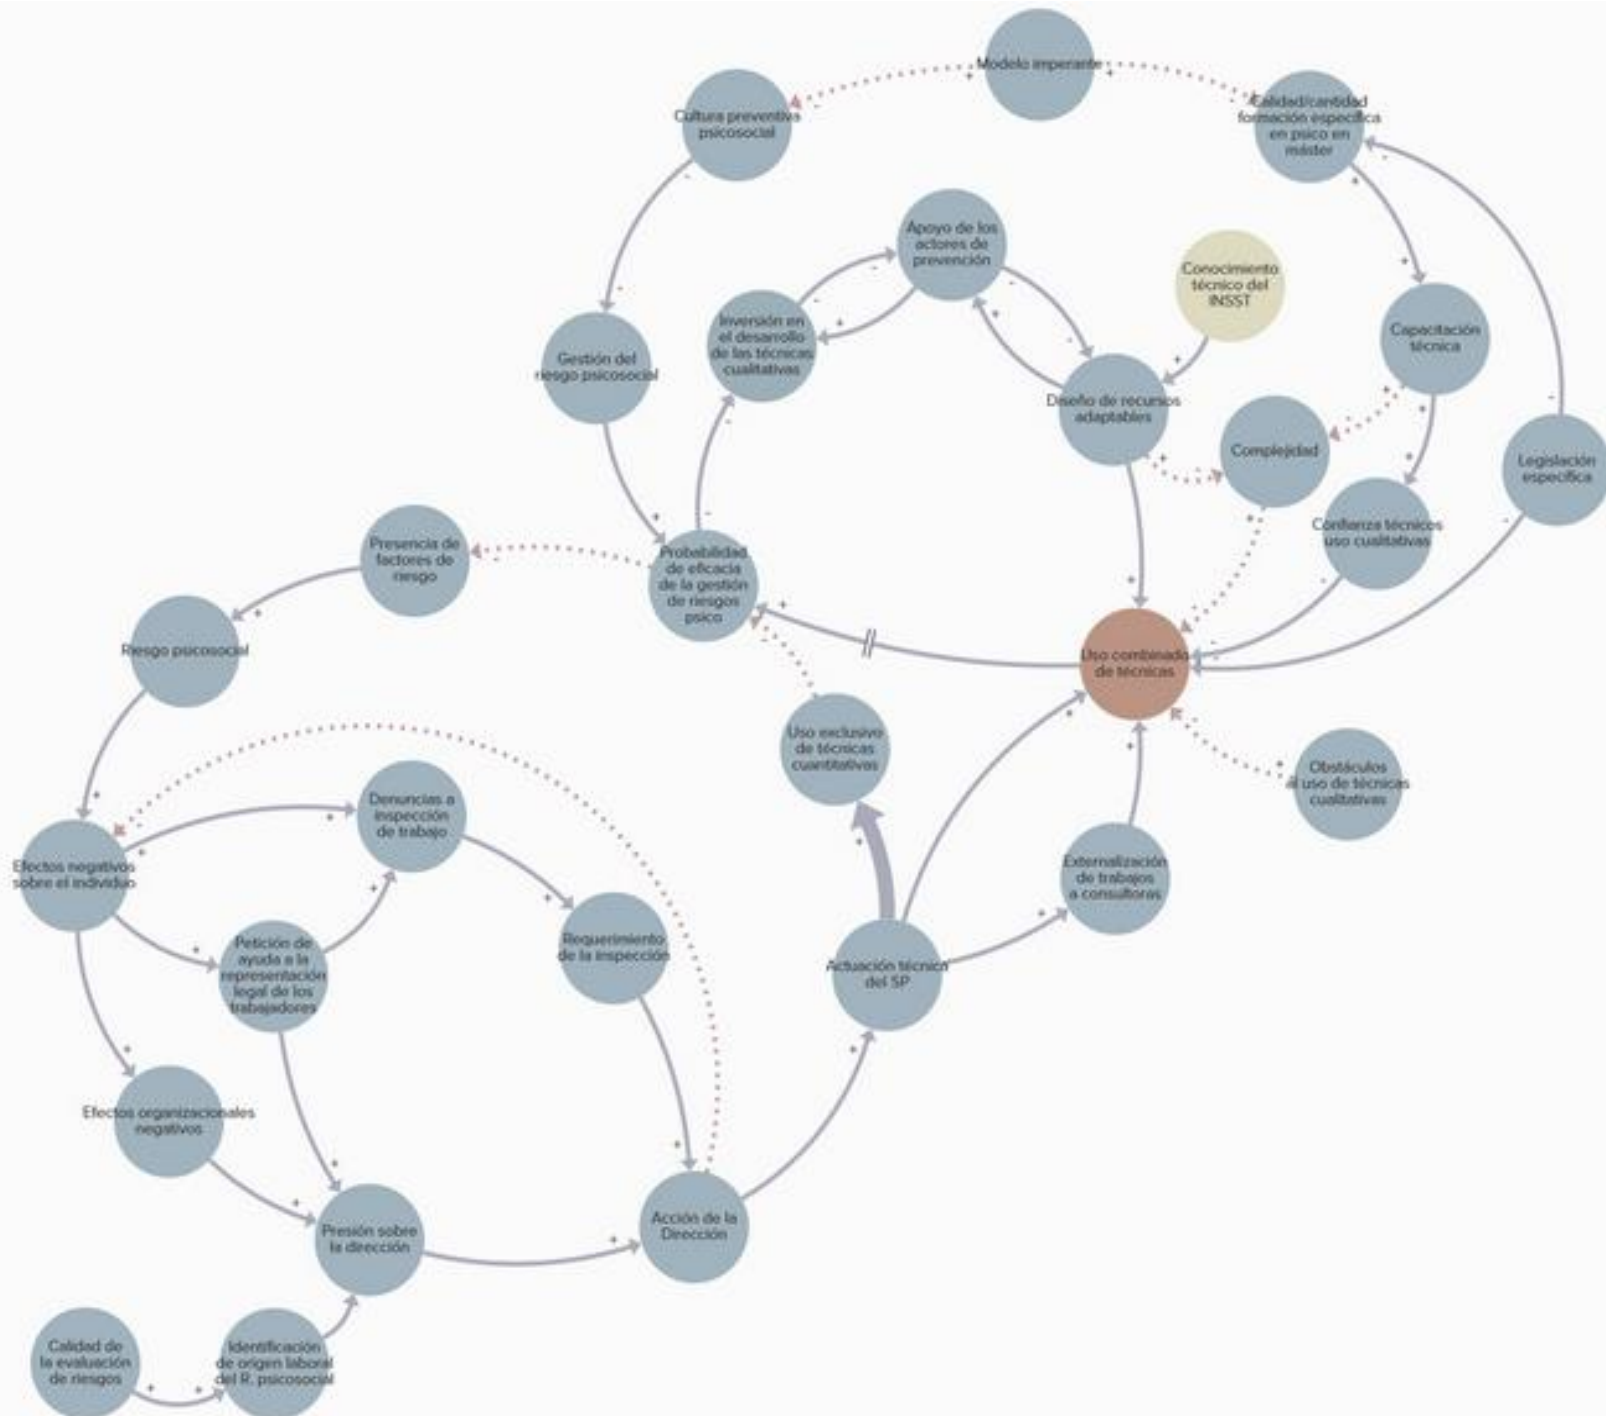 Modelo imperante
Cultura preventiva
psicosocial
Calidad/cantidad
formación específica
en psico en
máster
Apoyo de los
actores de
prevención
Conocimiento
técnico del
INSST
Inversión en
el desarrollo
de las técnicas
cualitativas
Capacitación
técnica
Gestión del
riesgo psicosocial
Diseño de recursos
adaptables
Complejidad
Legislación
específica
Confianza técnicos
uso cualitativas
Presencia de
factores de
riesgo
Probabilidad
de eficacia
de la gestión
de riesgos
psico
Riesgo psicosocial
Uso combinado
de técnicas
Uso exclusivo
de técnicas
cuantitativas
Obstáculos
al uso de técnicas
cualitativas
Denuncias a
inspección
de trabajo
Efectos negativos
sobre el individuo
Externalización
de trabajos
a consultoras
Petición de
ayuda a la
representación
legal de los
trabajadores
Requerimiento
de la inspección
Actuación técnica
del SP
Efectos organizacionales
negativos
Presión sobre
la dirección
Acción de la
Dirección
Calidad de
la evaluación
de riesgos
Identificación
de origen laboral
del R. psicosocial